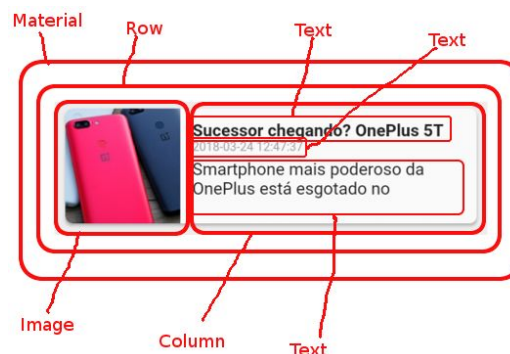 Material
Row
Text
Text
Sucessor chegando? OnePlus 5T
2018-03-24 12:47:37
Smartphone mais poderoso da
OnePlus está esgotado no
Image
Column
Text